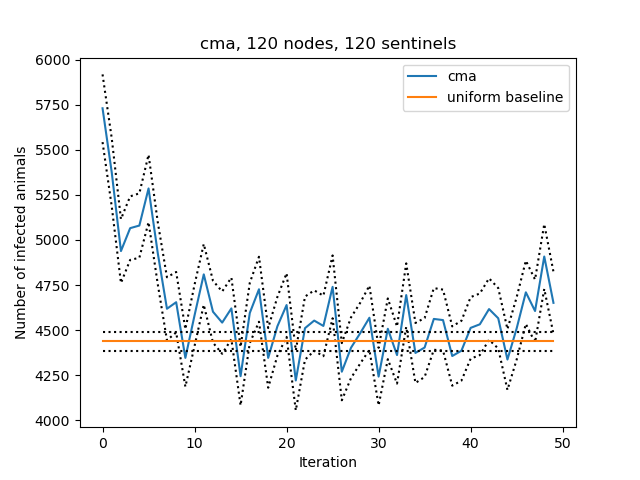 cma, 120 nodes, 120 sentinels
6000
5750
5500
5250
5000
4750
4500
4250
4000
Number of infected animals
cma
uniform baseline
0 10 20 30 40 50
Iteration